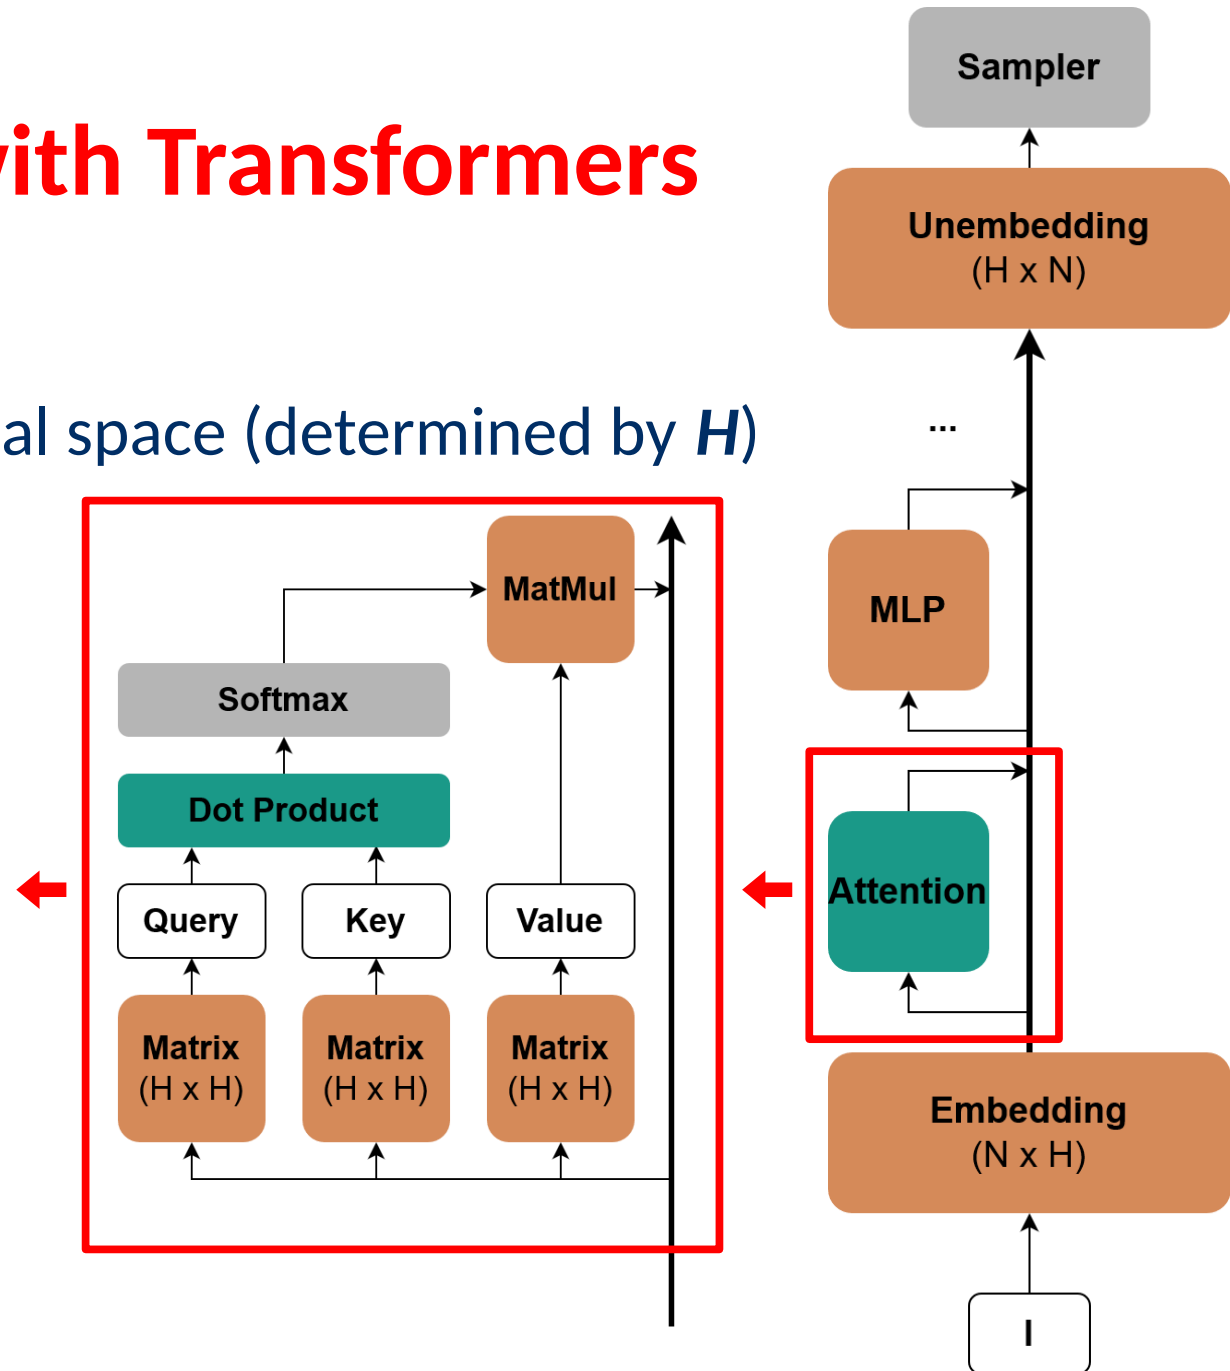 with Transformers
al space (determined by H)
MatMul
Softmax
Dot Product
Query
Key
Value
Matrix
(H x H)
Matrix
(H x H)
Matrix
(H x H)
Sampler
Unembedding
(H x N)
...
MLP
Attention
Embedding
(N x H)
I